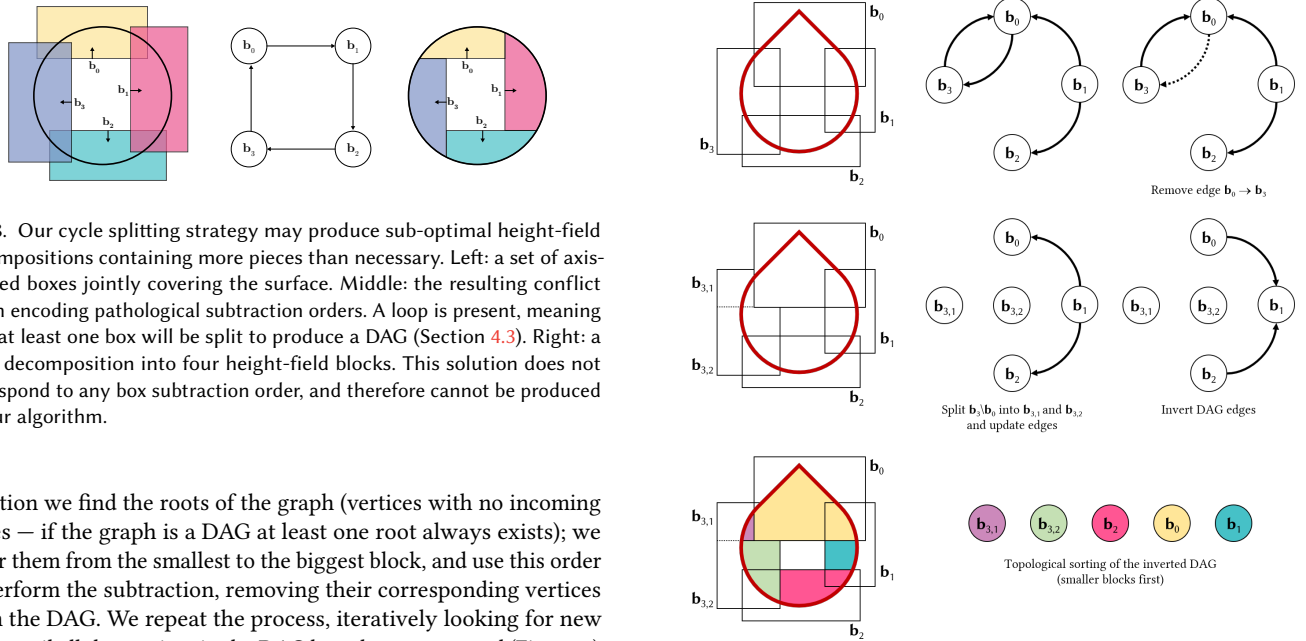 b0
b1
b2
b3
b0
b1
b3
b2
b0
b1
b3
b2
. Our cycle splitting strategy may produce sub-optimal height-field
containing more pieces than necessary. Left: a set of axis-
boxes jointly covering the surface. Middle: the resulting conflict
encoding pathological subtraction orders. A loop is present, meaning
at least one box will be split to produce a DAG (Section 4.3). Right: a
decomposition into four height-field blocks. This solution does not
to any box subtraction order, and therefore cannot be produced
algorithm.
we find the roots of the graph (vertices with no incoming
— if the graph is a DAG at least one root always exists); we
them from the smallest to the biggest block, and use this order
the subtraction, removing their corresponding vertices
the DAG. We repeat the process, iteratively looking for new
b0
b1
b3
b2
b0
b3
b1
b2
b0
b3
b1
b2
Remove edge b0 → b3
b0
b3,1
b1
b3,2
b2
b0
b3,1
b3,2
b1
b2
Split b3\b0 into b3,1 and b3,2
and update edges
b0
b3,1
b3,2
b1
b2
Invert DAG edges
b0
b3,1
b1
b3,2
b2
b3,1
b3,2
b2
b0
b1
Topological sorting of the inverted DAG
(smaller blocks first)